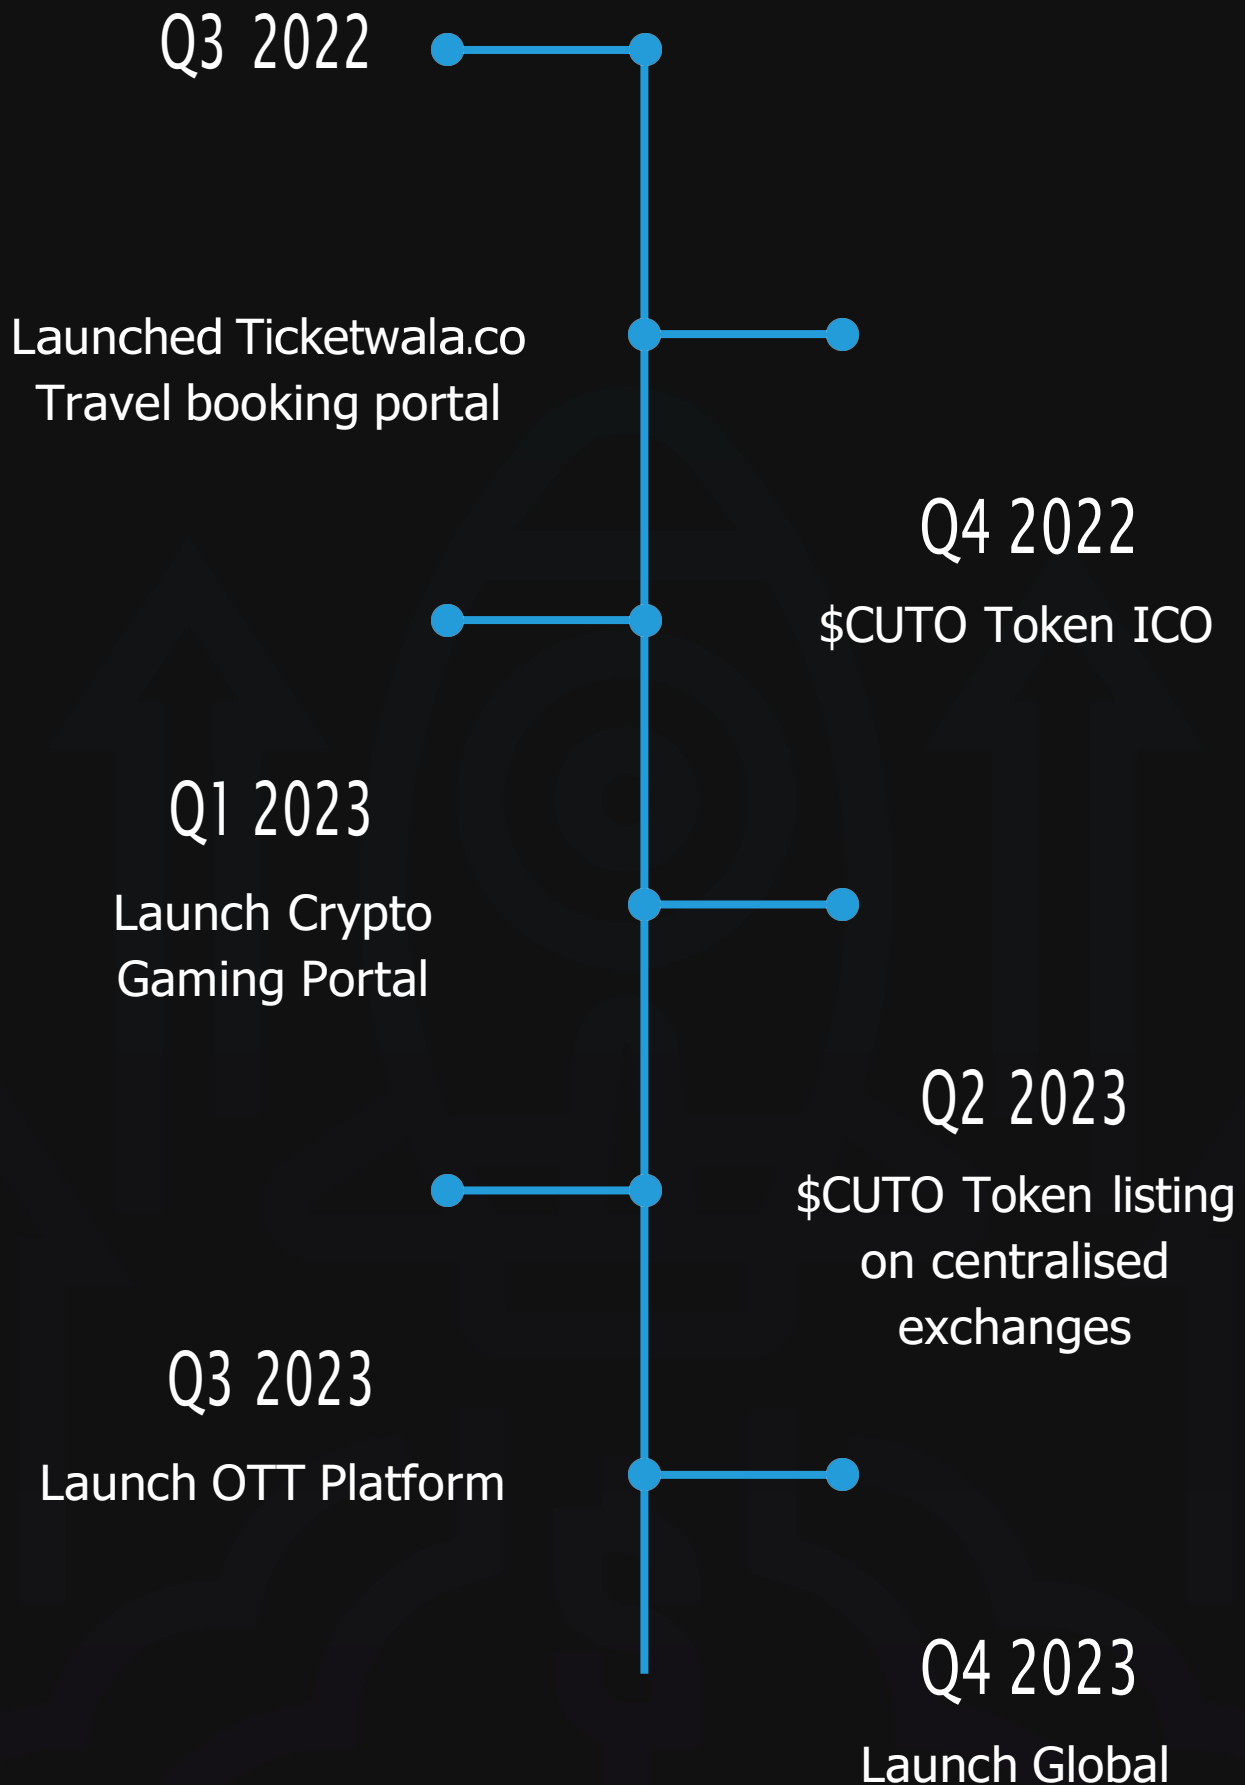 Q3 2022
Launched Ticketwala.co
Travel booking portal
Q4 2022
$CUTO Token ICO
Q1 2023
Launch Crypto
Gaming Portal
Q2 2023
$CUTO Token listing
on centralised
exchanges
Q3 2023
Launch OTT Platform
Q4 2023
Launch Global